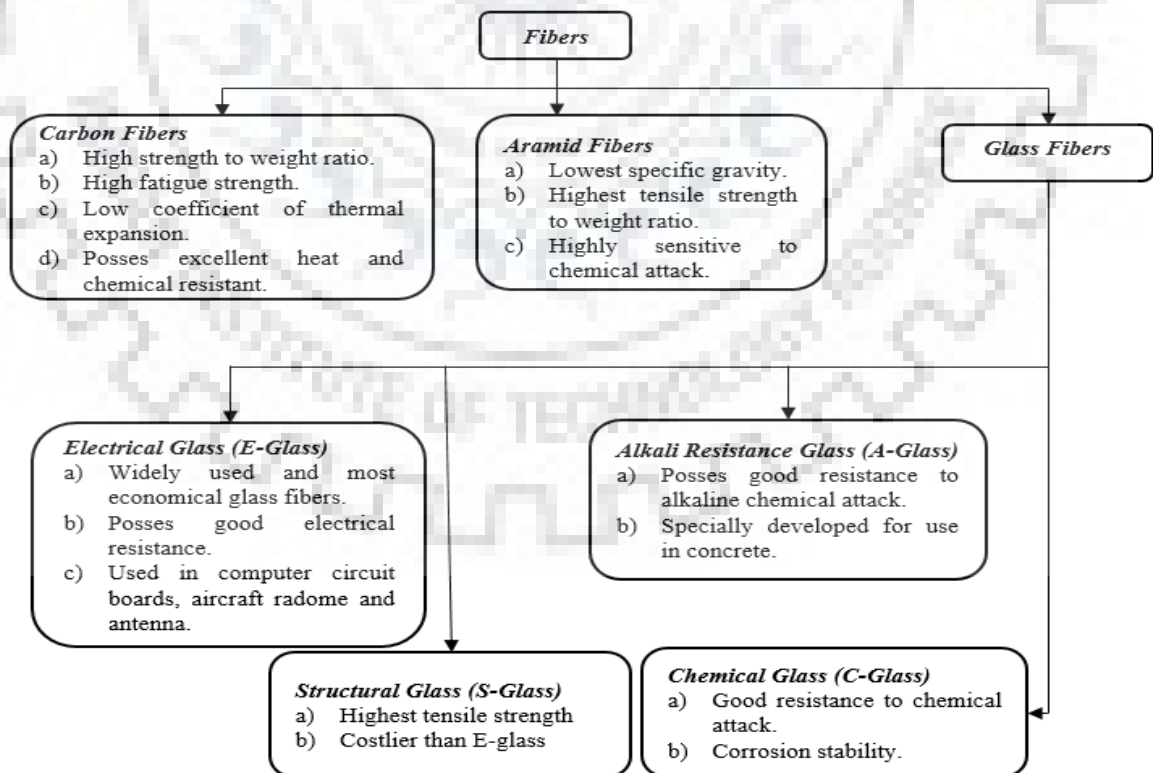 Fibers
Carbon Fibers
a) High strength to weight ratio.
b) High fatigue strength.
c) Low coefficient of thermal
expansion.
d) Posses excellent heat and
chemical resistant.
Aramid Fibers
a) Lowest specific gravity.
b) Highest tensile strength
to weight ratio.
c) Highly sensitive to
chemical attack.
Glass Fibers
Electrical Glass (E-Glass)
a) Widely used and most
economical glass fibers.
b) Posses good electrical
resistance.
c) Used in computer circuit
boards, aircraft radome and
antenna.
Alkali Resistance Glass (A-Glass)
a) Posses good resistance to
alkaline chemical attack.
b) Specially developed for use
in concrete.
Structural Glass (S-Glass)
a) Highest tensile strength
b) Costlier than E-glass
Chemical Glass (C-Glass)
a) Good resistance to chemical
attack.
b) Corrosion stability.
OF TECHNOLOGY